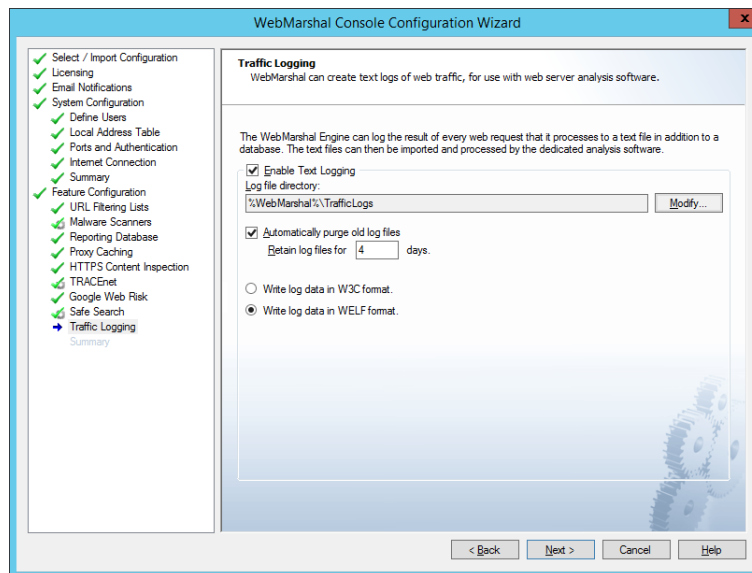 WebMarshal Console Configuration Wizard
x
Select / Import Configuration
Licensing
Email Notifications
System Configuration
Define Users
Local Address Table
Ports and Authentication
Internet Connection
Summary
Feature Configuration
URL Filtering Lists
Malware Scanners
Reporting Database
Proxy Caching
HTTPS Content Inspection
TRACEnet
Google Web Risk
Safe Search
Traffic Logging
Summary
Traffic Logging
WebMarshal can create text logs of web traffic, for use with web server analysis software.
The WebMarshal Engine can log the result of every web request that it processes to a text file in addition to a
database. The text files can then be imported and processed by the dedicated analysis software.
Enable Text Logging
Log file directory:
%WebMarshal%\TrafficLogs
Modify...
Automatically purge old log files
Retain log files for 4 days.
Write log data in W3C format.
Write log data in WELF format.
< Back
Next >
Cancel
Help